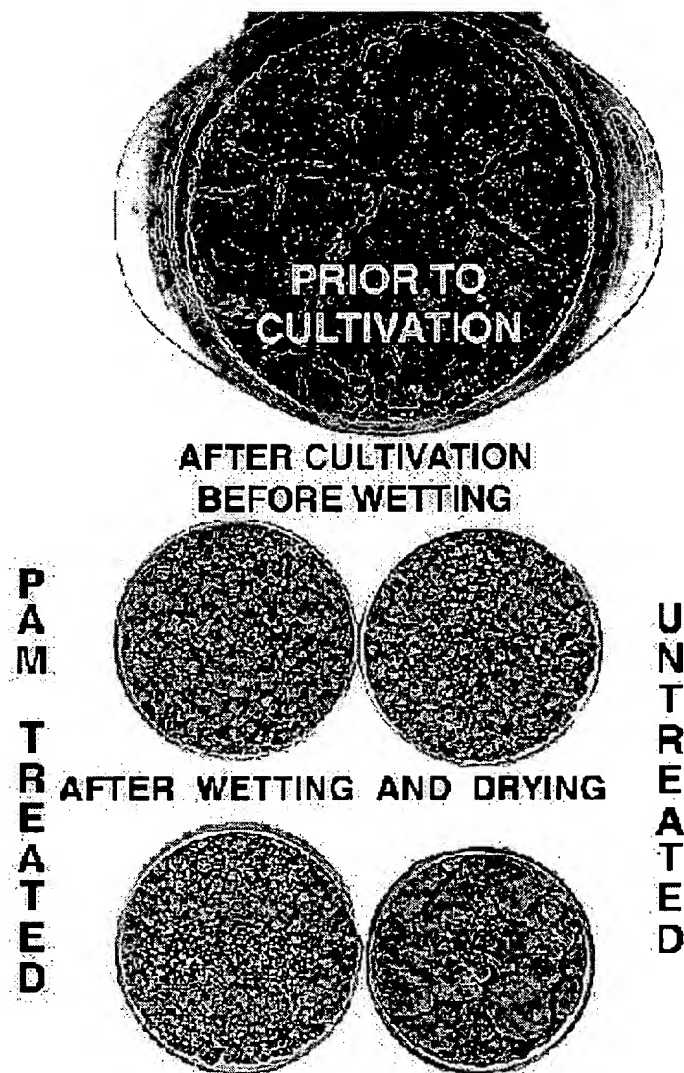 PRIOR TO
CULTIVATION
AFTER CULTIVATION
BEFORE WETTING
PAM TREATED
UNTREATED
AFTER WETTING AND DRYING